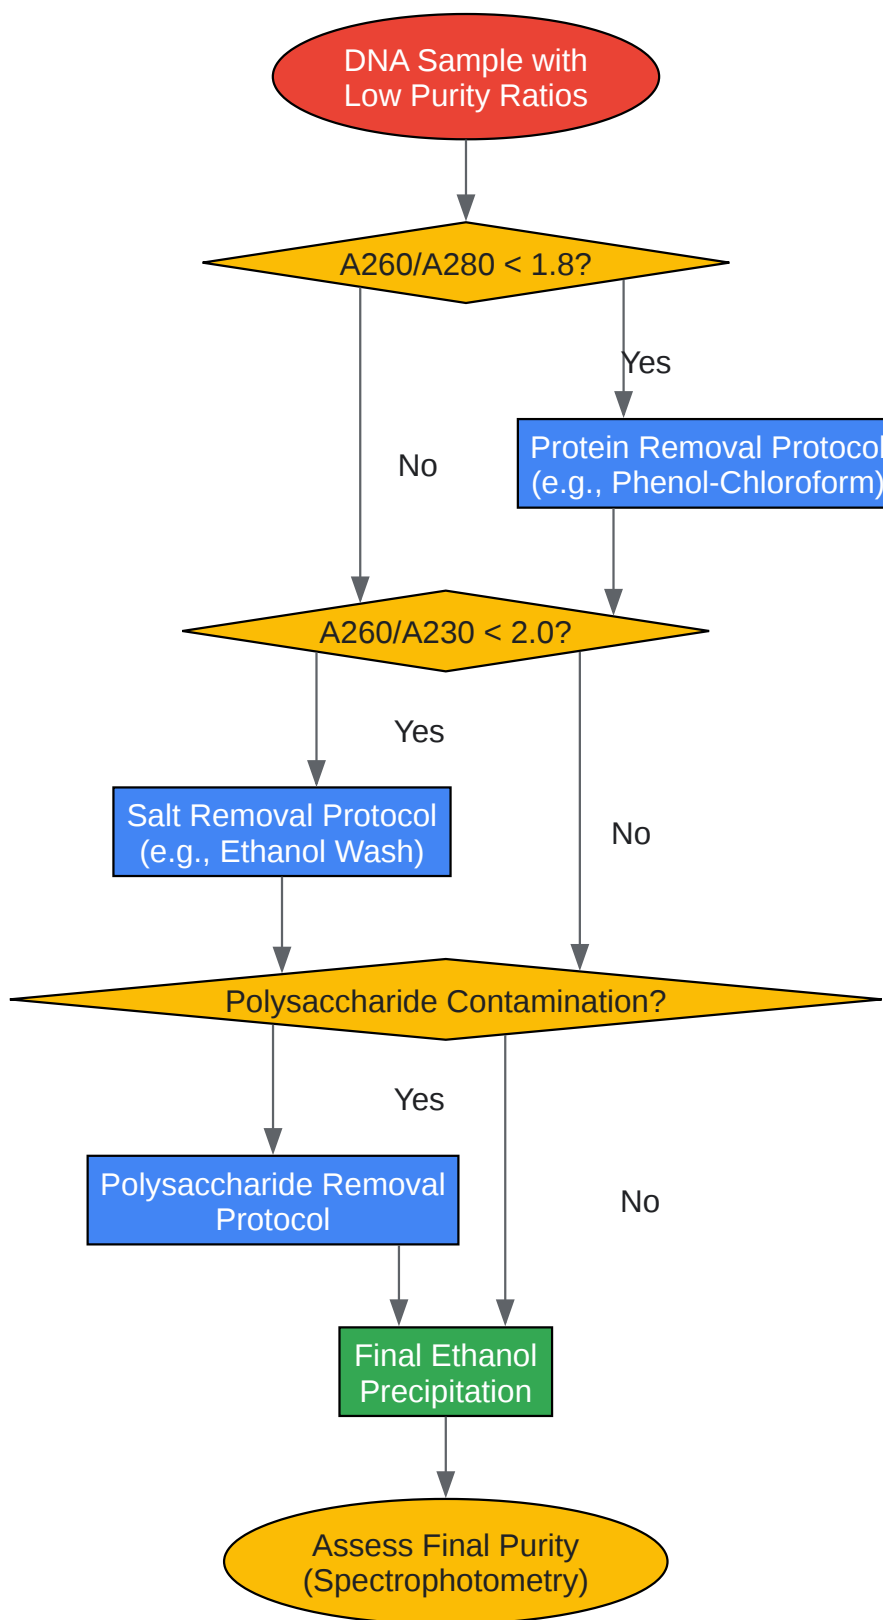 DNA Sample with
Low Purity Ratios
A260/A280 < 1.8?
Yes
Protein Removal Protocol
(e.g., Phenol-Chloroform)
No
A260/A230 < 2.0?
Yes
Salt Removal Protocol
(e.g., Ethanol Wash)
No
Polysaccharide Contamination?
Yes
Polysaccharide Removal
Protocol
No
Final Ethanol
Precipitation
Assess Final Purity
(Spectrophotometry)